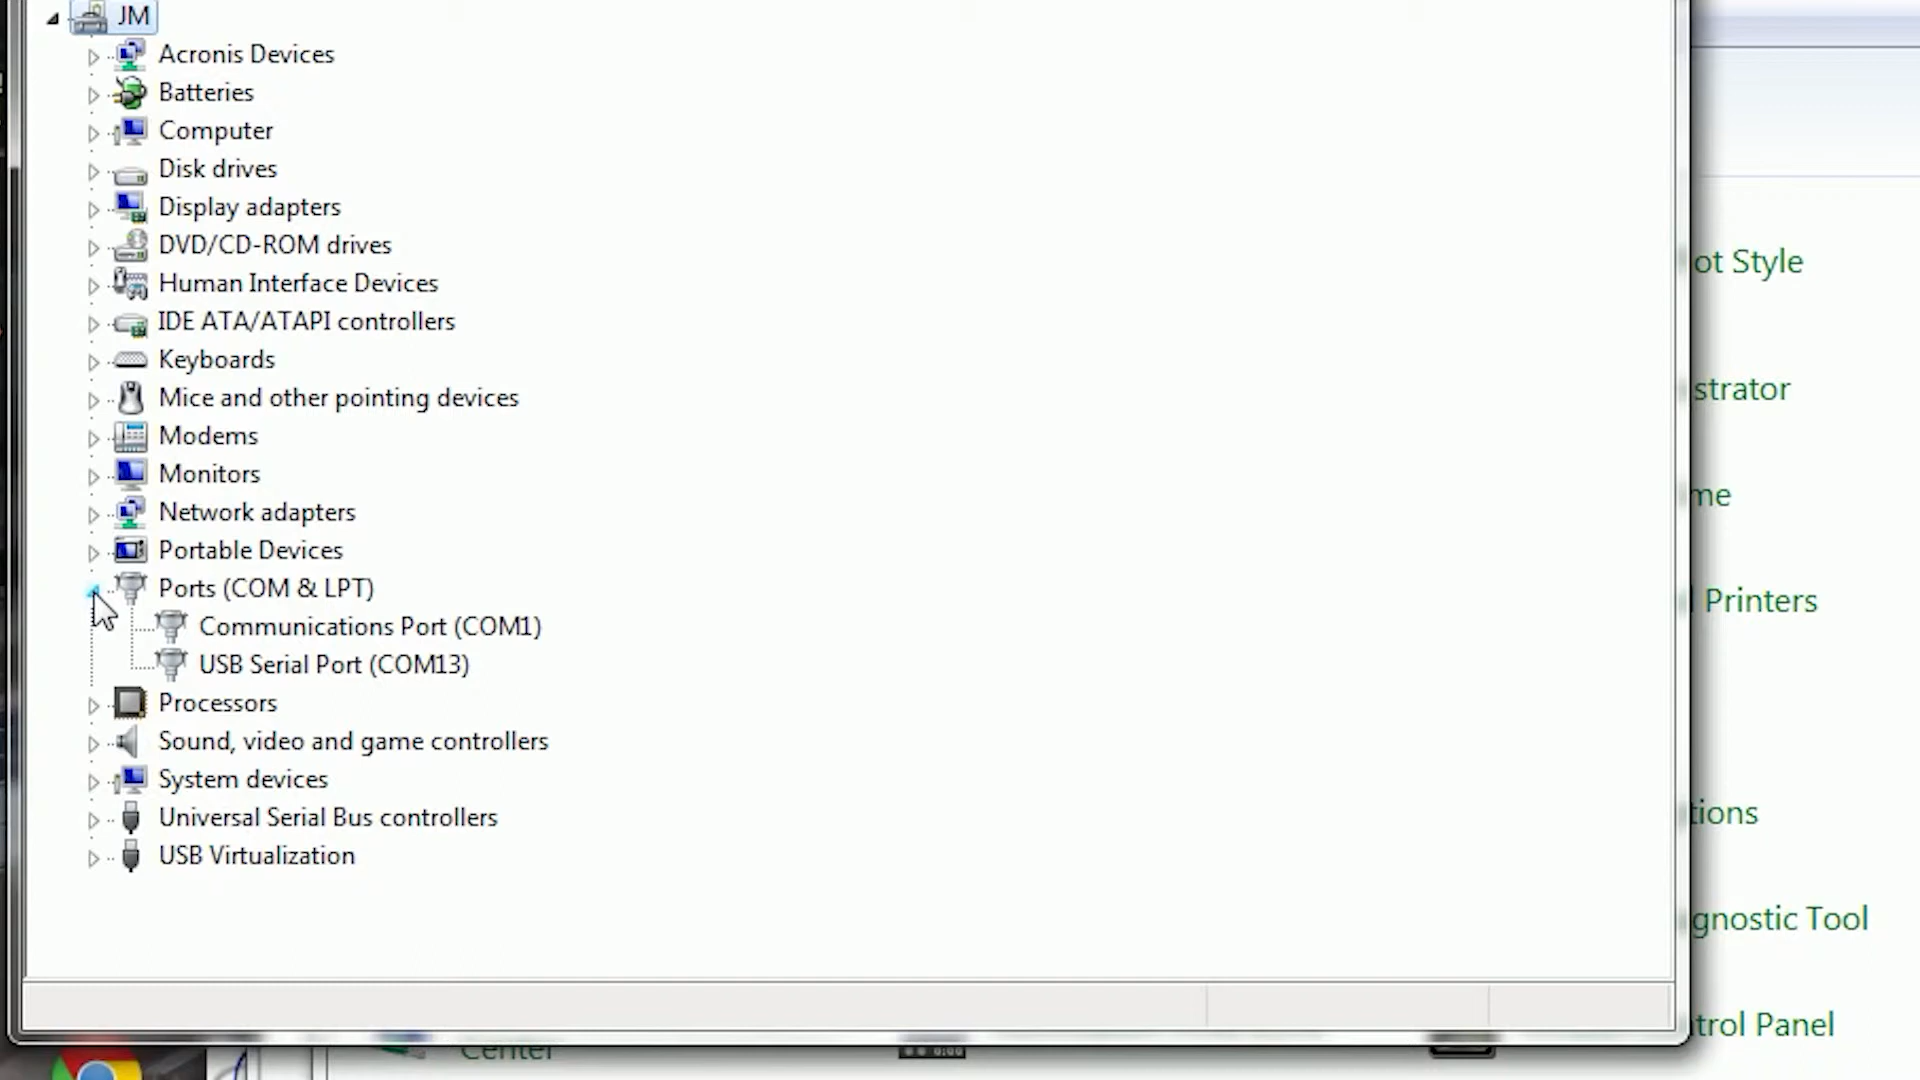 JM
Acronis Devices
Batteries
Computer
Disk drives
Display adapters
DVD/CD-ROM drives
Human Interface Devices
IDE ATA/ATAPI controllers
Keyboards
Mice and other pointing devices
Modems
Monitors
Network adapters
Portable Devices
Ports (COM & LPT)
Communications Port (COM1)
USB Serial Port (COM13)
Processors
Sound, video and game controllers
System devices
Universal Serial Bus controllers
USB Virtualization
ot Style
strator
me
Printers
tions
gnostic Tool
trol Panel
Center